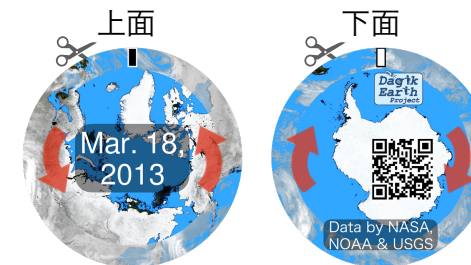 上面
下面
Mar. 18,
2013
Dagik
Earth
Project
Data by NASA,
NOAA & USGS